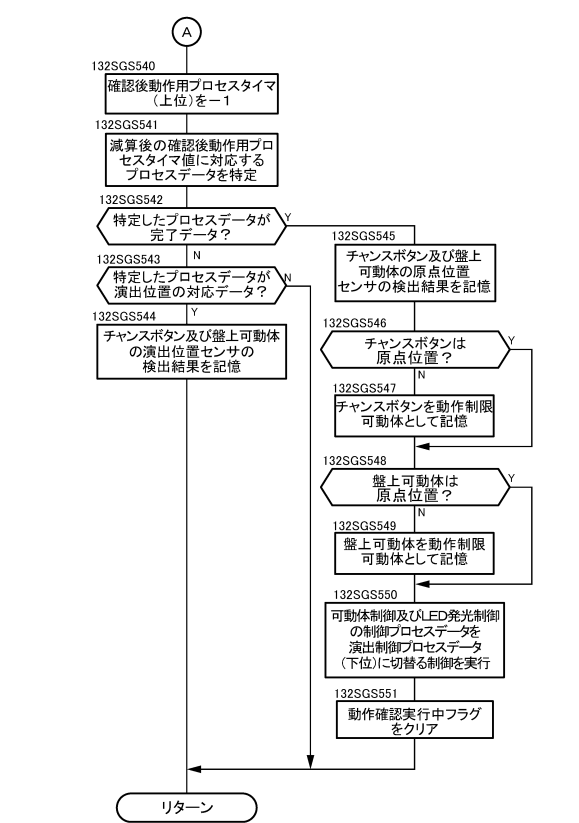 A
132SGS540
確認後動作用プロセスタイマ
(上位)を－１
132SGS541
減算後の確認後動作用プロ
セスタイマ値に対応する
プロセスデータを特定
132SGS542
特定したプロセスデータが
完了データ？
Y
N
132SGS543
特定したプロセスデータが
演出位置の対応データ？
N
Y
132SGS544
チャンスボタン及び盤上可動体
の演出位置センサの
検出結果を記憶
132SGS545
チャンスボタン及び盤上
可動体の原点位置
センサの検出結果を記憶
132SGS546
チャンスボタンは
原点位置？
Y
N
132SGS547
チャンスボタンを動作制限
可動体として記憶
132SGS548
盤上可動体は
原点位置？
Y
N
132SGS549
盤上可動体を動作制限
可動体として記憶
132SGS550
可動体制御及びLED発光制御
の制御プロセスデータを
演出制御プロセスデータ
(下位)に切替る制御を実行
132SGS551
動作確認実行中フラグ
をクリア
リターン